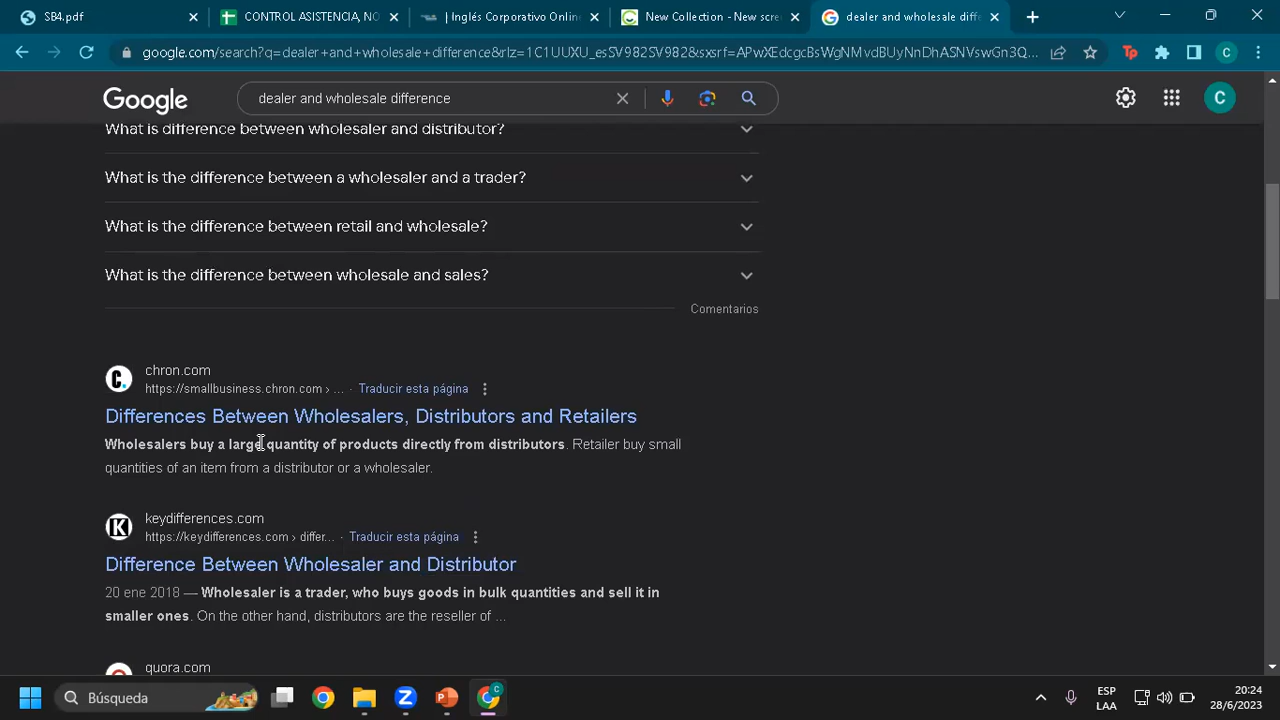 SB4.pdf
CONTROL ASISTENCIA, NO
| Inglés Corporativo Online
New Collection - New scre
dealer and wholesale diffe
google.com/search?q=dealer+and+wholesale+difference&rlz=1C1UUXU_esSV982SV982&sxsrf=APwXEdcgcBsWgNMvdBUyNnDhASNVswGn3Q...
Google
dealer and wholesale difference
C
What is difference between wholesaler and distributor?
What is the difference between a wholesaler and a trader?
What is the difference between retail and wholesale?
What is the difference between wholesale and sales?
Comentarios
chron.com
https://smallbusiness.chron.com › ... · Traducir esta página
Differences Between Wholesalers, Distributors and Retailers
Wholesalers buy a large quantity of products directly from distributors. Retailer buy small
quantities of an item from a distributor or a wholesaler.
keydifferences.com
https://keydifferences.com › differ... · Traducir esta página
Difference Between Wholesaler and Distributor
20 ene 2018 — Wholesaler is a trader, who buys goods in bulk quantities and sell it in
smaller ones. On the other hand, distributors are the reseller of ...
quora.com
Búsqueda
ESP
LAA
20:24
28/6/2023